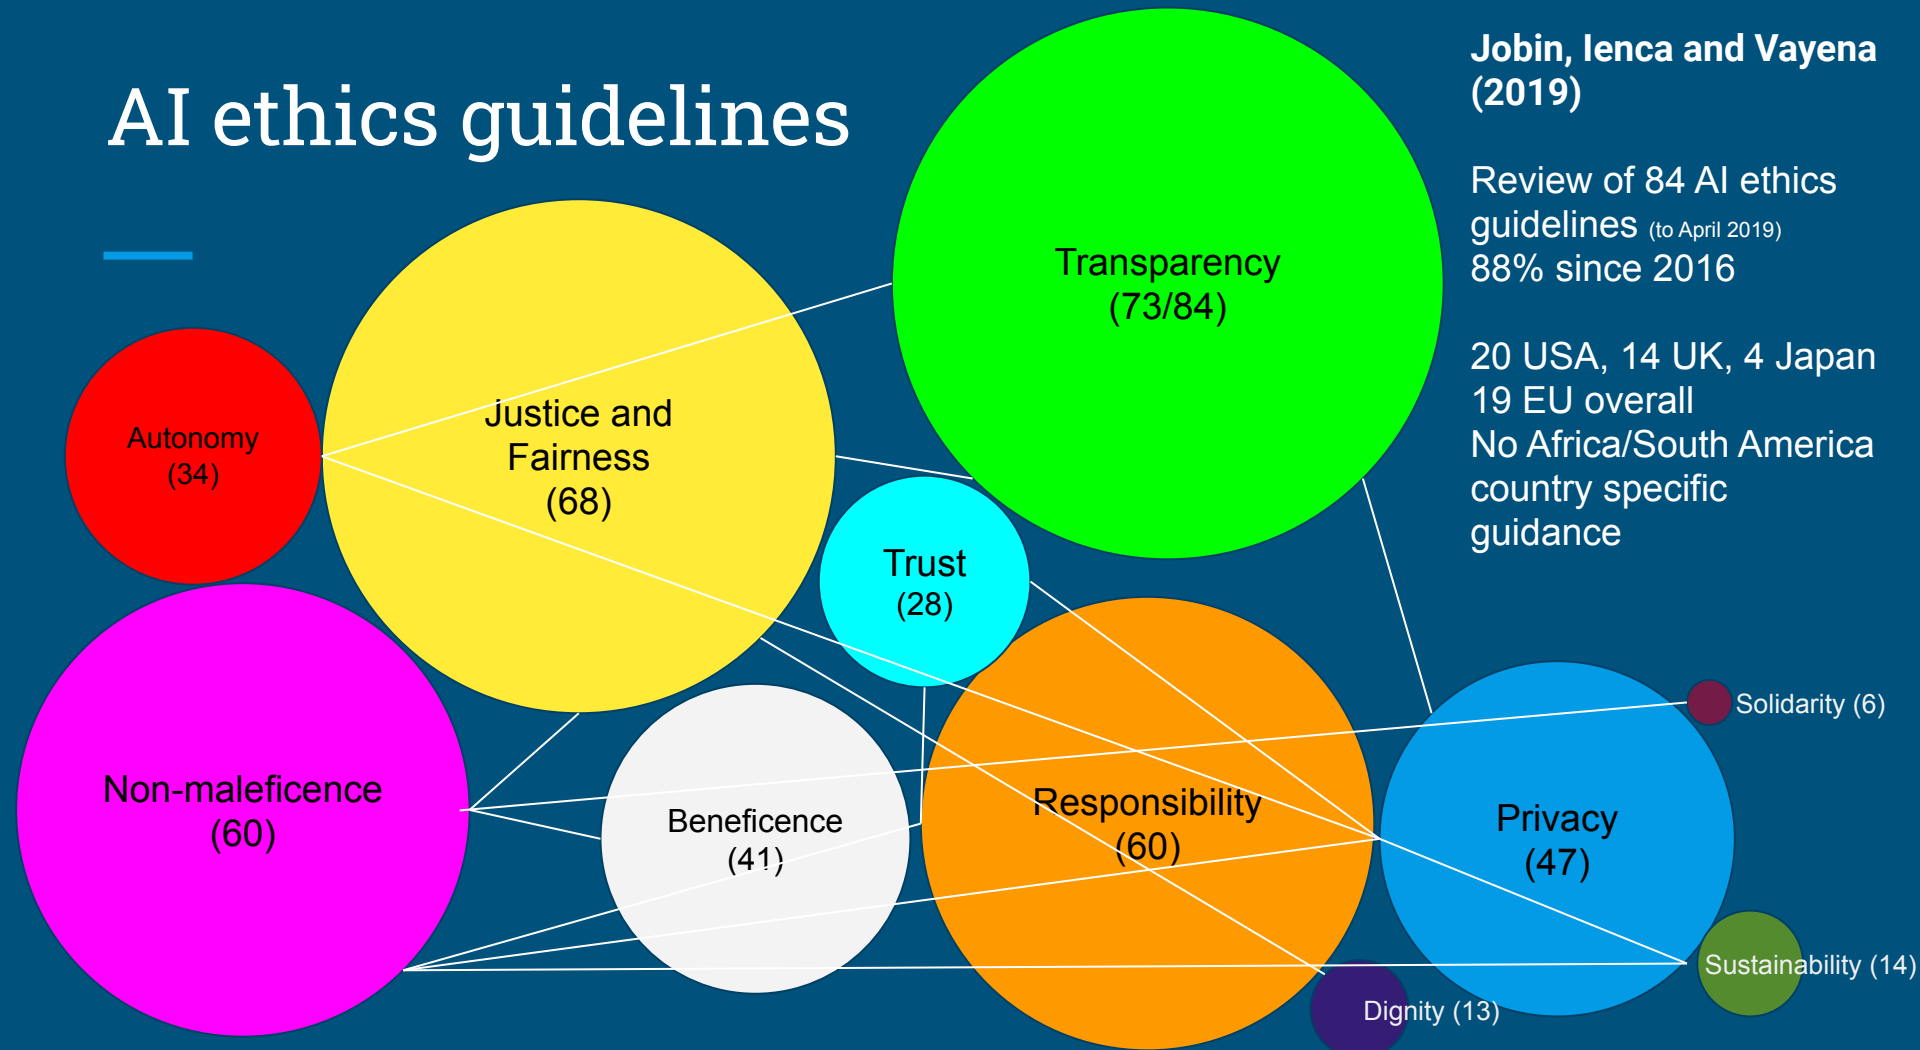 AI ethics guidelines
Jobin, Ienca and Vayena
(2019)
Review of 84 AI ethics
guidelines (to April 2019)
88% since 2016
20 USA, 14 UK, 4 Japan
19 EU overall
No Africa/South America
country specific
guidance
Transparency
(73/84)
Justice and
Fairness
(68)
Autonomy
(34)
Trust
(28)
Non-maleficence
(60)
Beneficence
(41)
Responsibility
(60)
Privacy
(47)
Solidarity (6)
Sustainability (14)
Dignity (13)